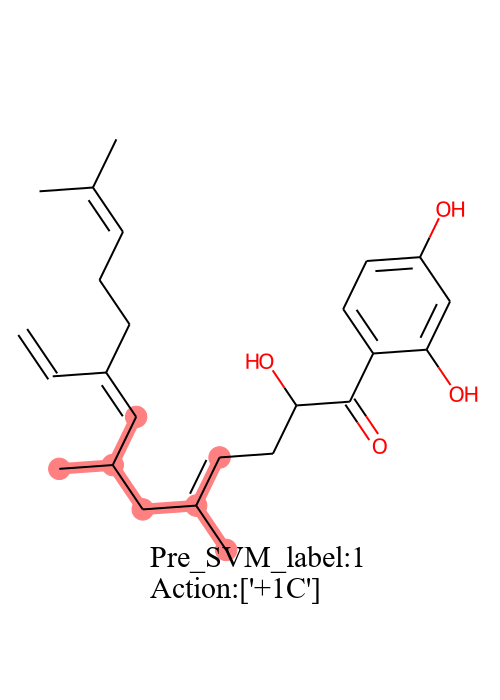 OH
HO
OH
O
Pre_SVM_label:1
Action:['+1C']